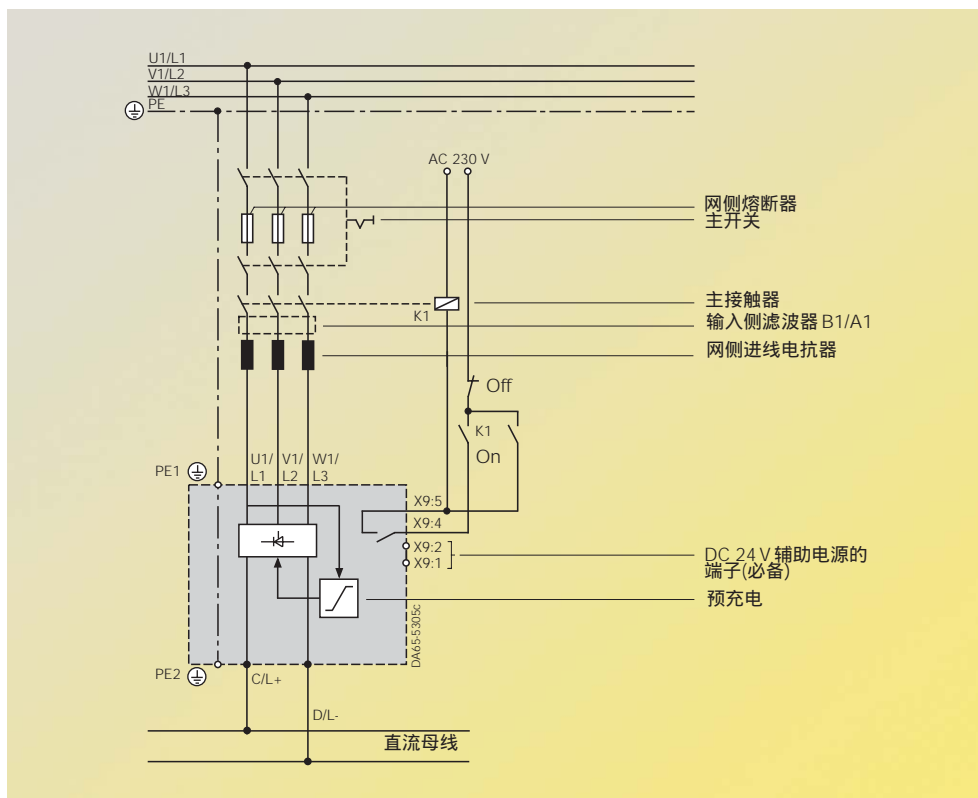 U1/L1
V1/L2
W1/L3
PE
AC 230 V
网侧熔断器
主开关
主接触器
K1
输入侧滤波器 B1/A1
网侧进线电抗器
Off
K1
On
PE1
U1/ V1/ W1/
L1 L2 L3
X9:5
X9:4
X9:2
X9:1
DC 24 V 辅助电源的
端子(必备)
预充电
DA65-5305c
PE2
C/L+
D/L-
直流母线